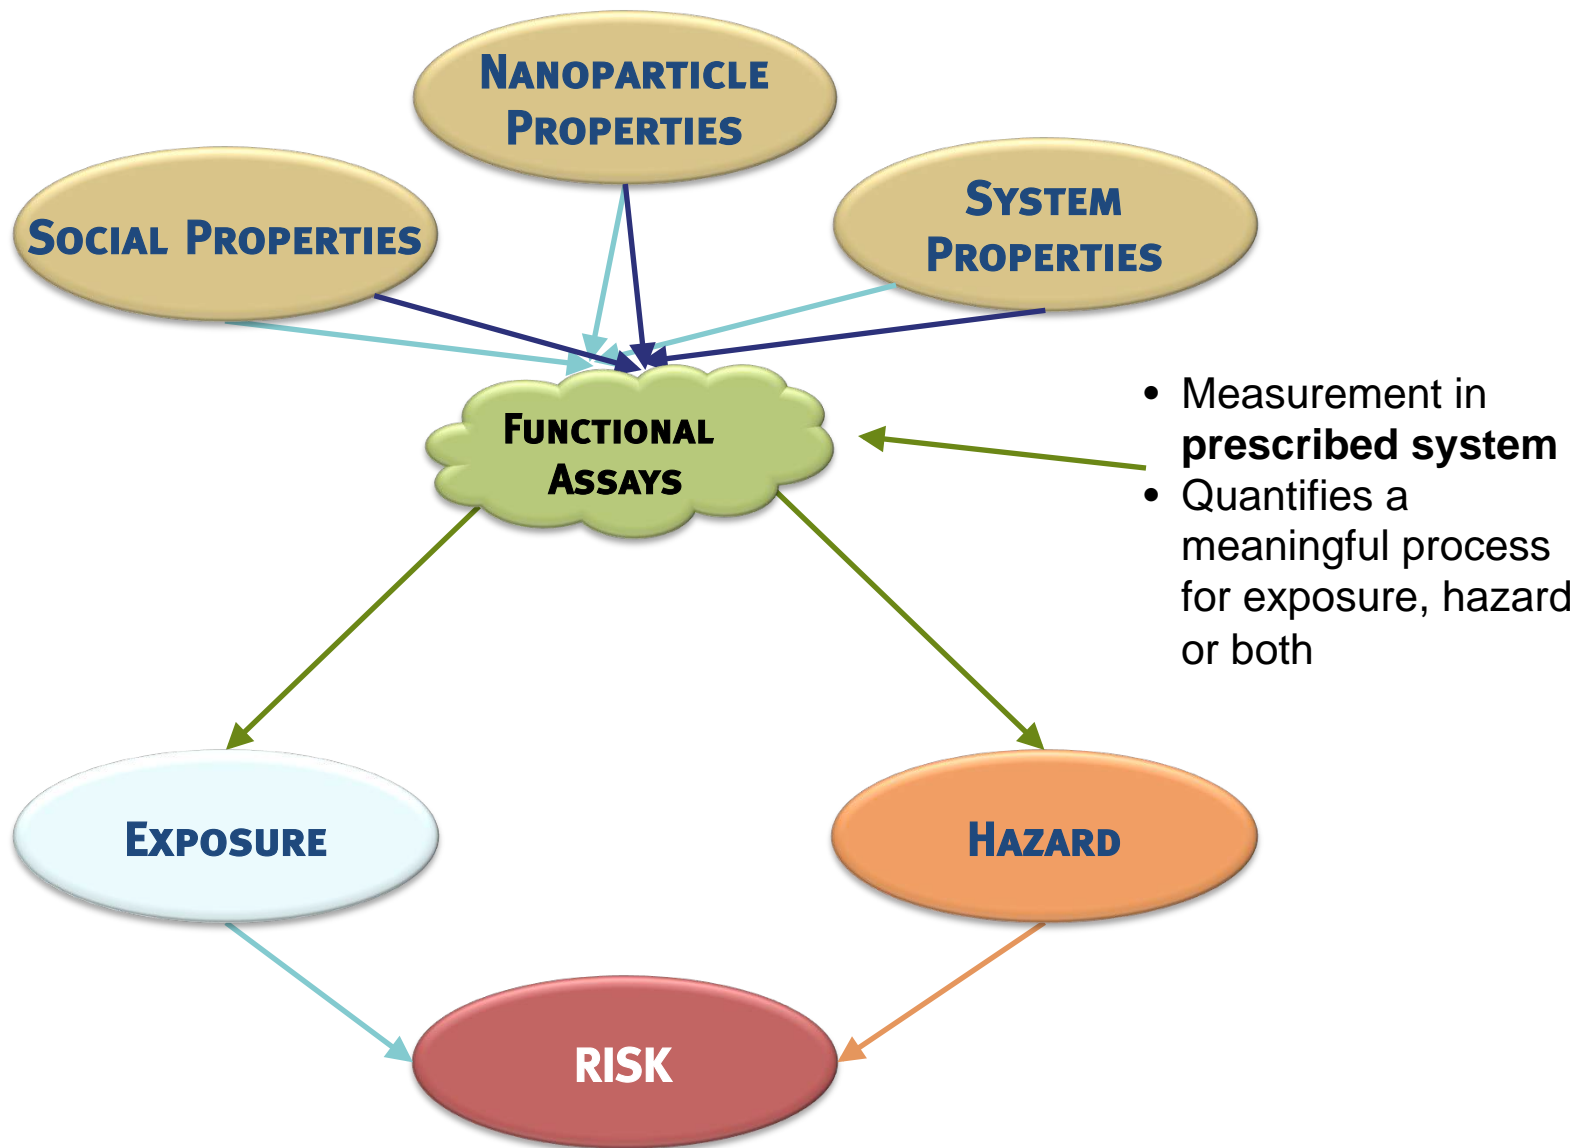 NANOPARTICLE
PROPERTIES
SYSTEM
PROPERTIES
SOCIAL PROPERTIES
FUNCTIONAL
ASSAYS
• Measurement in
prescribed system
• Quantifies a
meaningful process
for exposure, hazard
or both
EXPOSURE
HAZARD
RISK